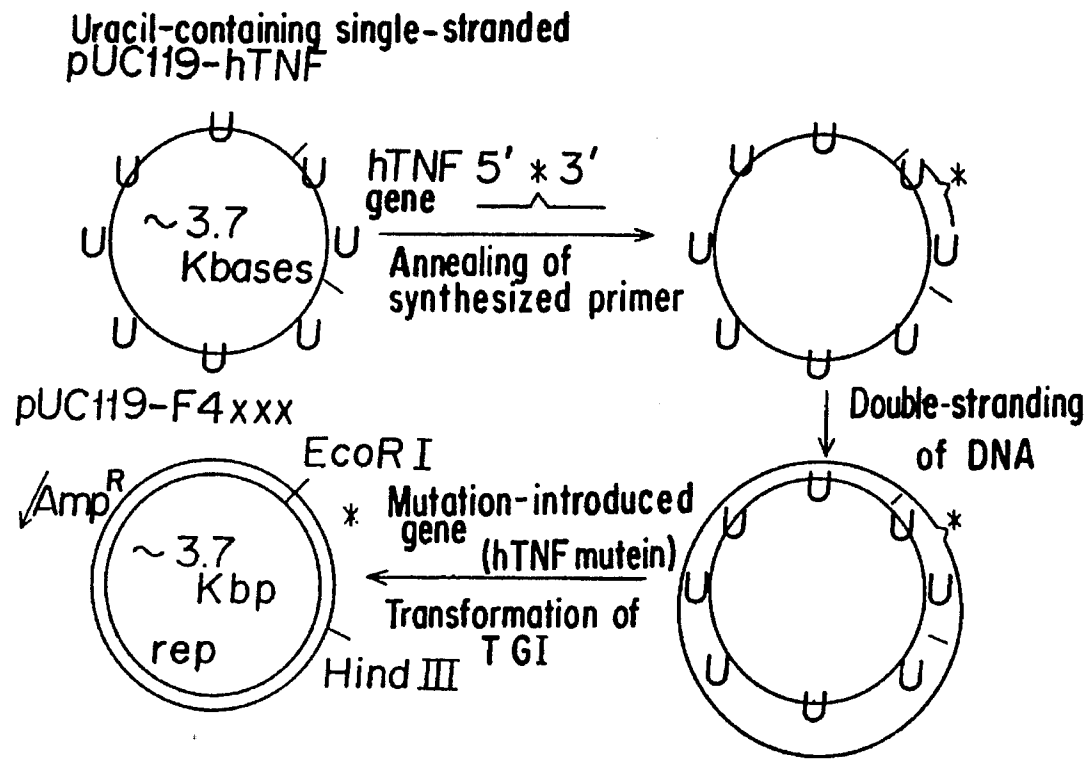 Uracil-containing single-stranded
pUC119-hTNF
U
U
U
U
U
U
U
U
~3.7
Kbases
hTNF 5' * 3'
gene
Annealing of
synthesized primer
U
U
U
*
U
U
U
U
U
Double-stranding
of DNA
pUC119-F4xxx
EcoR I
Amp R
~3.7
Kbp
rep
Hind III
* Mutation-introduced
gene
(hTNF mutein)
Transformation of
TGI
U
U
U
*
U
U
U
U
U